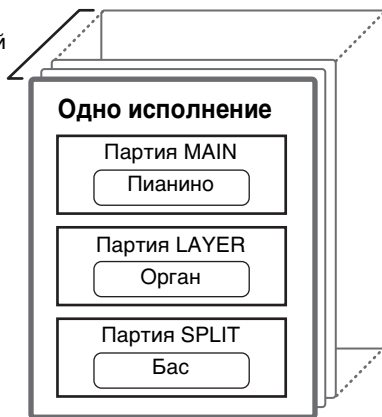 й
Одно исполнение
Партия MAIN
Пианино
Партия LAYER
Орган
Партия SPLIT
Бас